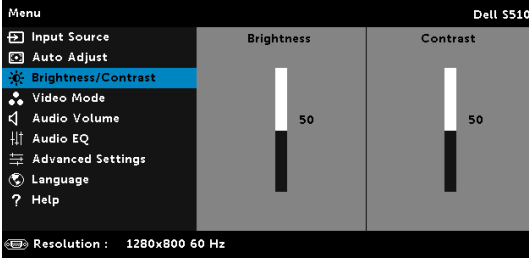 Menu Dell S510
Input Source
Auto Adjust
Brightness/Contrast
Video Mode
Audio Volume
Audio EQ
Advanced Settings
Language
? Help
Brightness
50
Contrast
50
Resolution : 1280x800 60 Hz